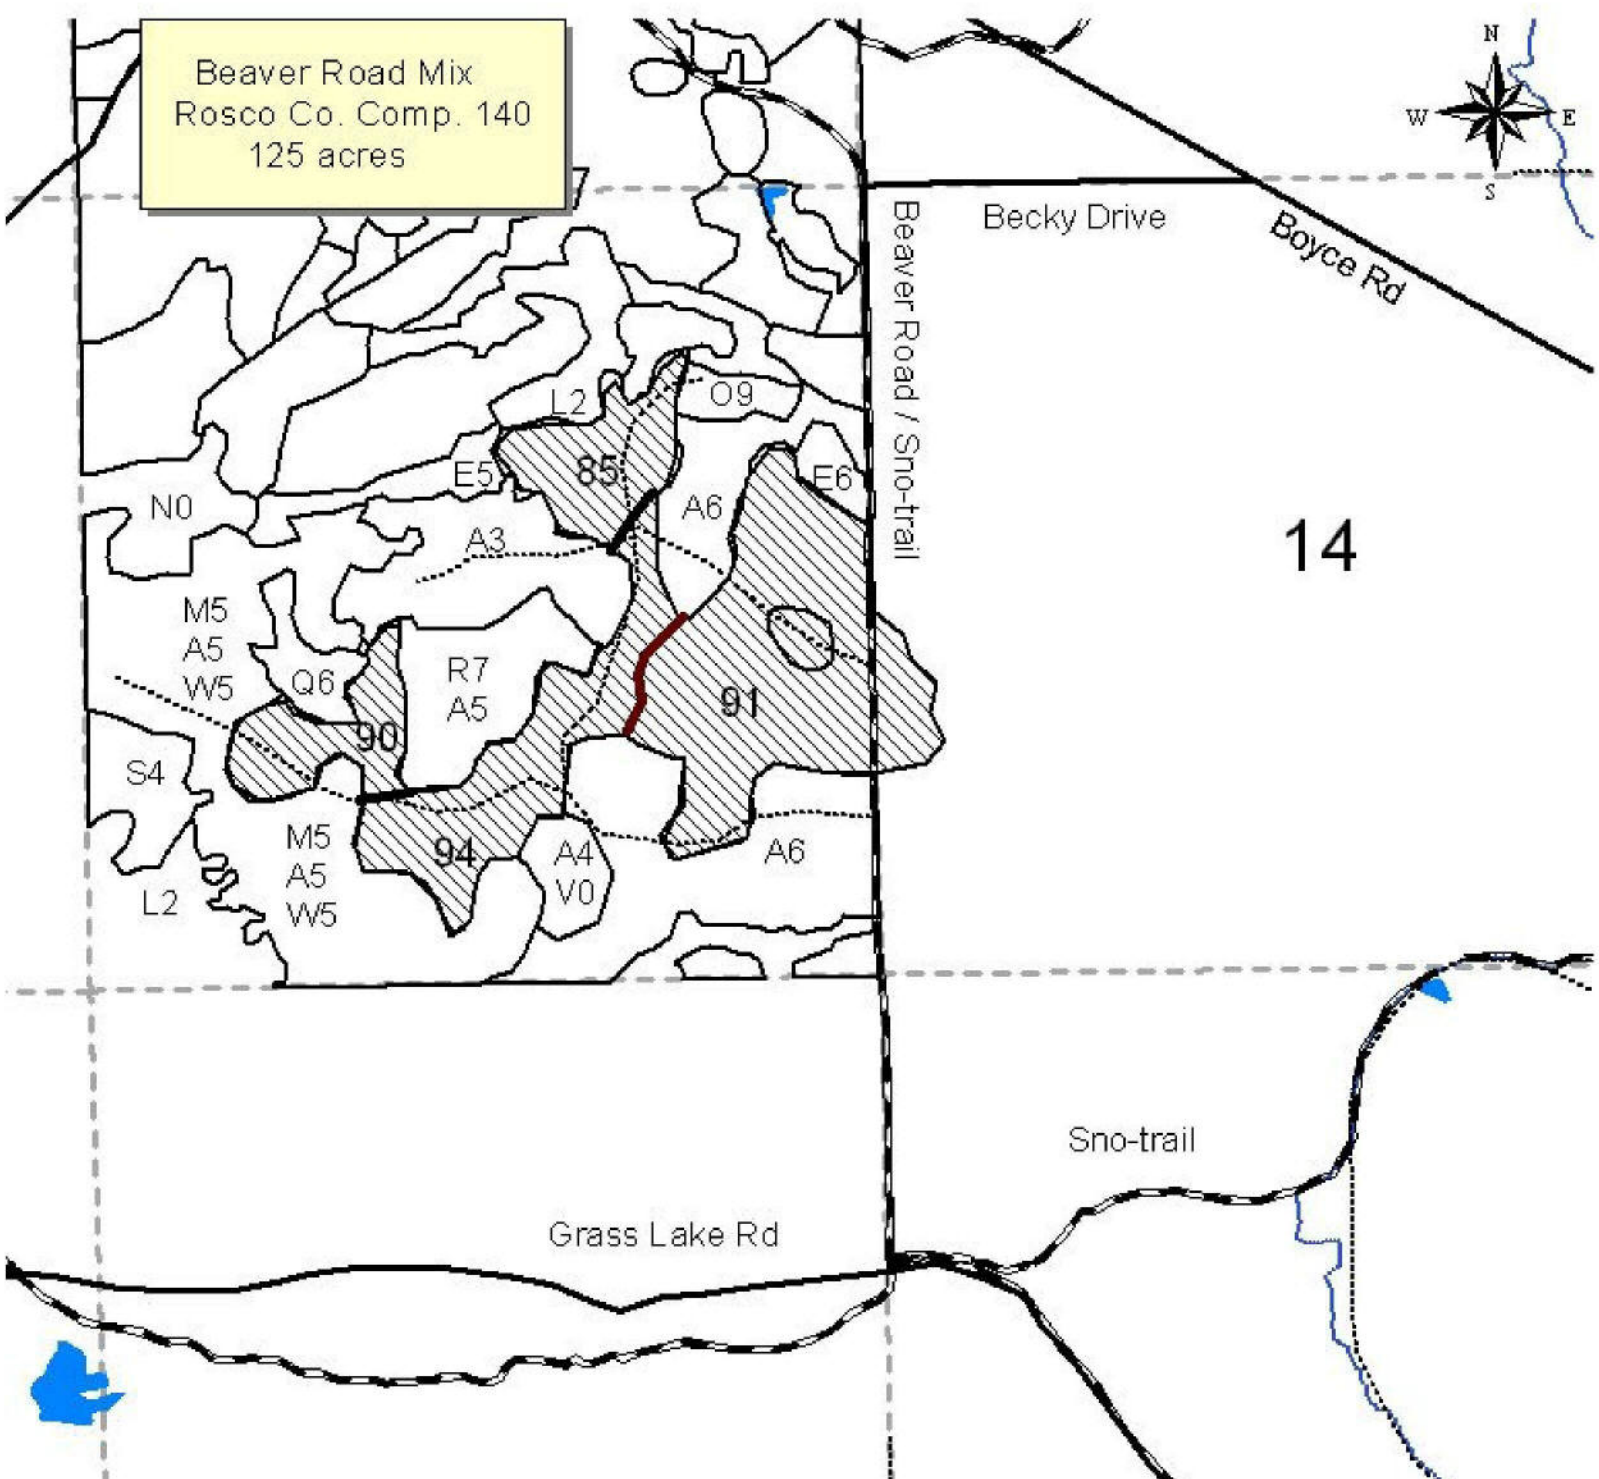 Beaver Road Mix
Rosco Co. Comp. 140
125 acres
N
W
E
S
Becky Drive
Boyce Rd
Beaver Road / Sno-trail
L2
O9
E5
85
E6
N0
A6
A3
14
M5
A5
W5
Q6
R7
A5
91
90
S4
M5
A5
W5
94
A4
V0
A6
L2
Sno-trail
Grass Lake Rd